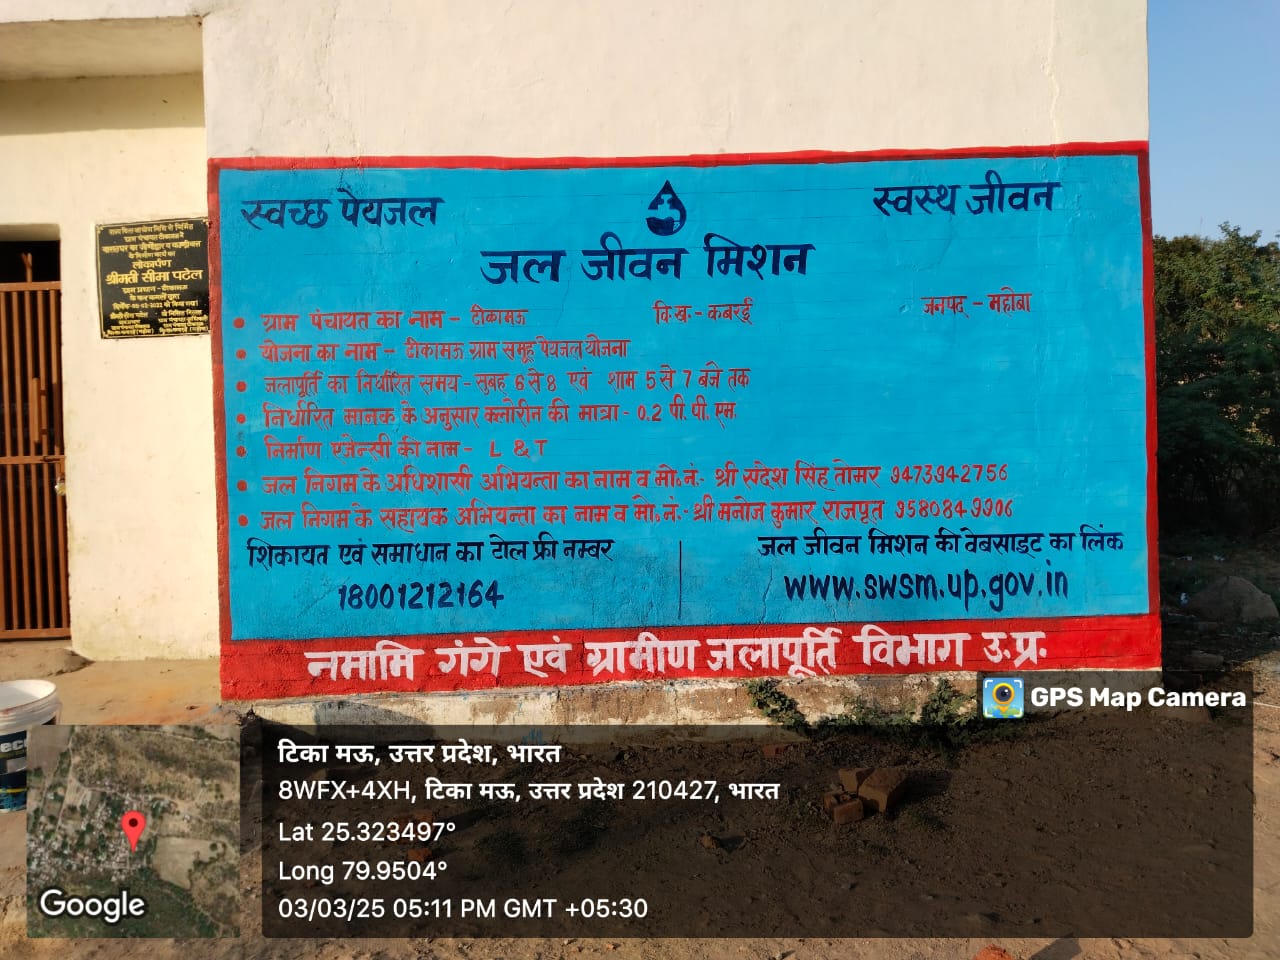 स्वच्छ पेयजल
स्वस्थ जीवन
जल जीवन मिशन
• ग्राम पंचायत का नाम - टीकामऊ वि.ख.- कबरई जनपद - महोबा
• योजना का नाम - टीकामऊ ग्राम समूह पेयजल योजना
• जलापूर्ति का निर्धारित समय - सुबह 6 से 8 एवं शाम 5 से 7 बजे तक
• निर्धारित मानक के अनुसार क्लोरीन की मात्रा - 0.2 पी.पी.एम.
• निर्माण एजेन्सी की नाम - L & T
• जल निगम के अधिशासी अभियन्ता का नाम व मो॰नं:- श्री संदेश सिंह तोमर 9473942756
• जल निगम के सहायक अभियन्ता का नाम व मो॰नं:- श्री मनोज कुमार राजपूत
शिकायत एवं समाधान का टोल फ्री नम्बर
18001212164
जल जीवन मिशन की वेबसाइट का लिंक
www.swsm.up.gov.in
नमामि गंगे एवं ग्रामीण जलापूर्ति विभाग उ.प्र.
लोकार्पण
श्रीमती सीमा पटेल
GPS Map Camera
टिका मऊ, उत्तर प्रदेश, भारत
8WFX+4XH, टिका मऊ, उत्तर प्रदेश 210427, भारत
Lat 25.323497°
Long 79.9504°
03/03/25 05:11 PM GMT +05:30
Google